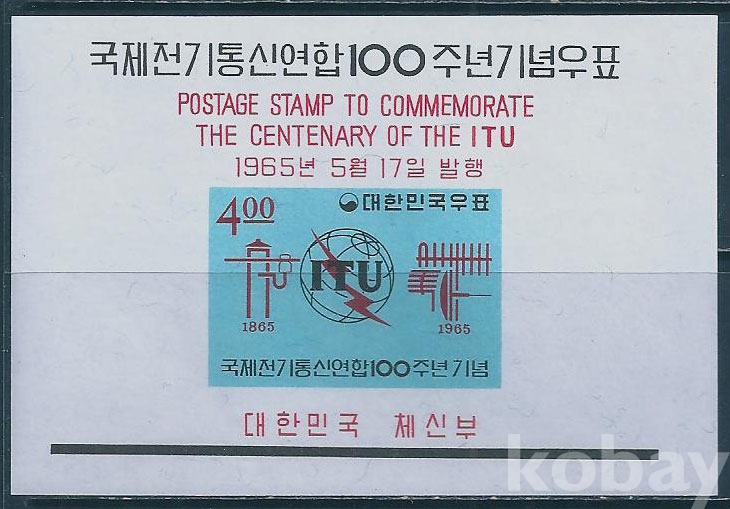 국제전기통신연합100주년기념우표
POSTAGE STAMP TO COMMEMORATE
THE CENTENARY OF THE ITU
1965년 5월 17일 발행
4.00 대한민국우표
ITU
1865 1965
국제전기통신연합100주년기념
대한민국 체신부
kobay